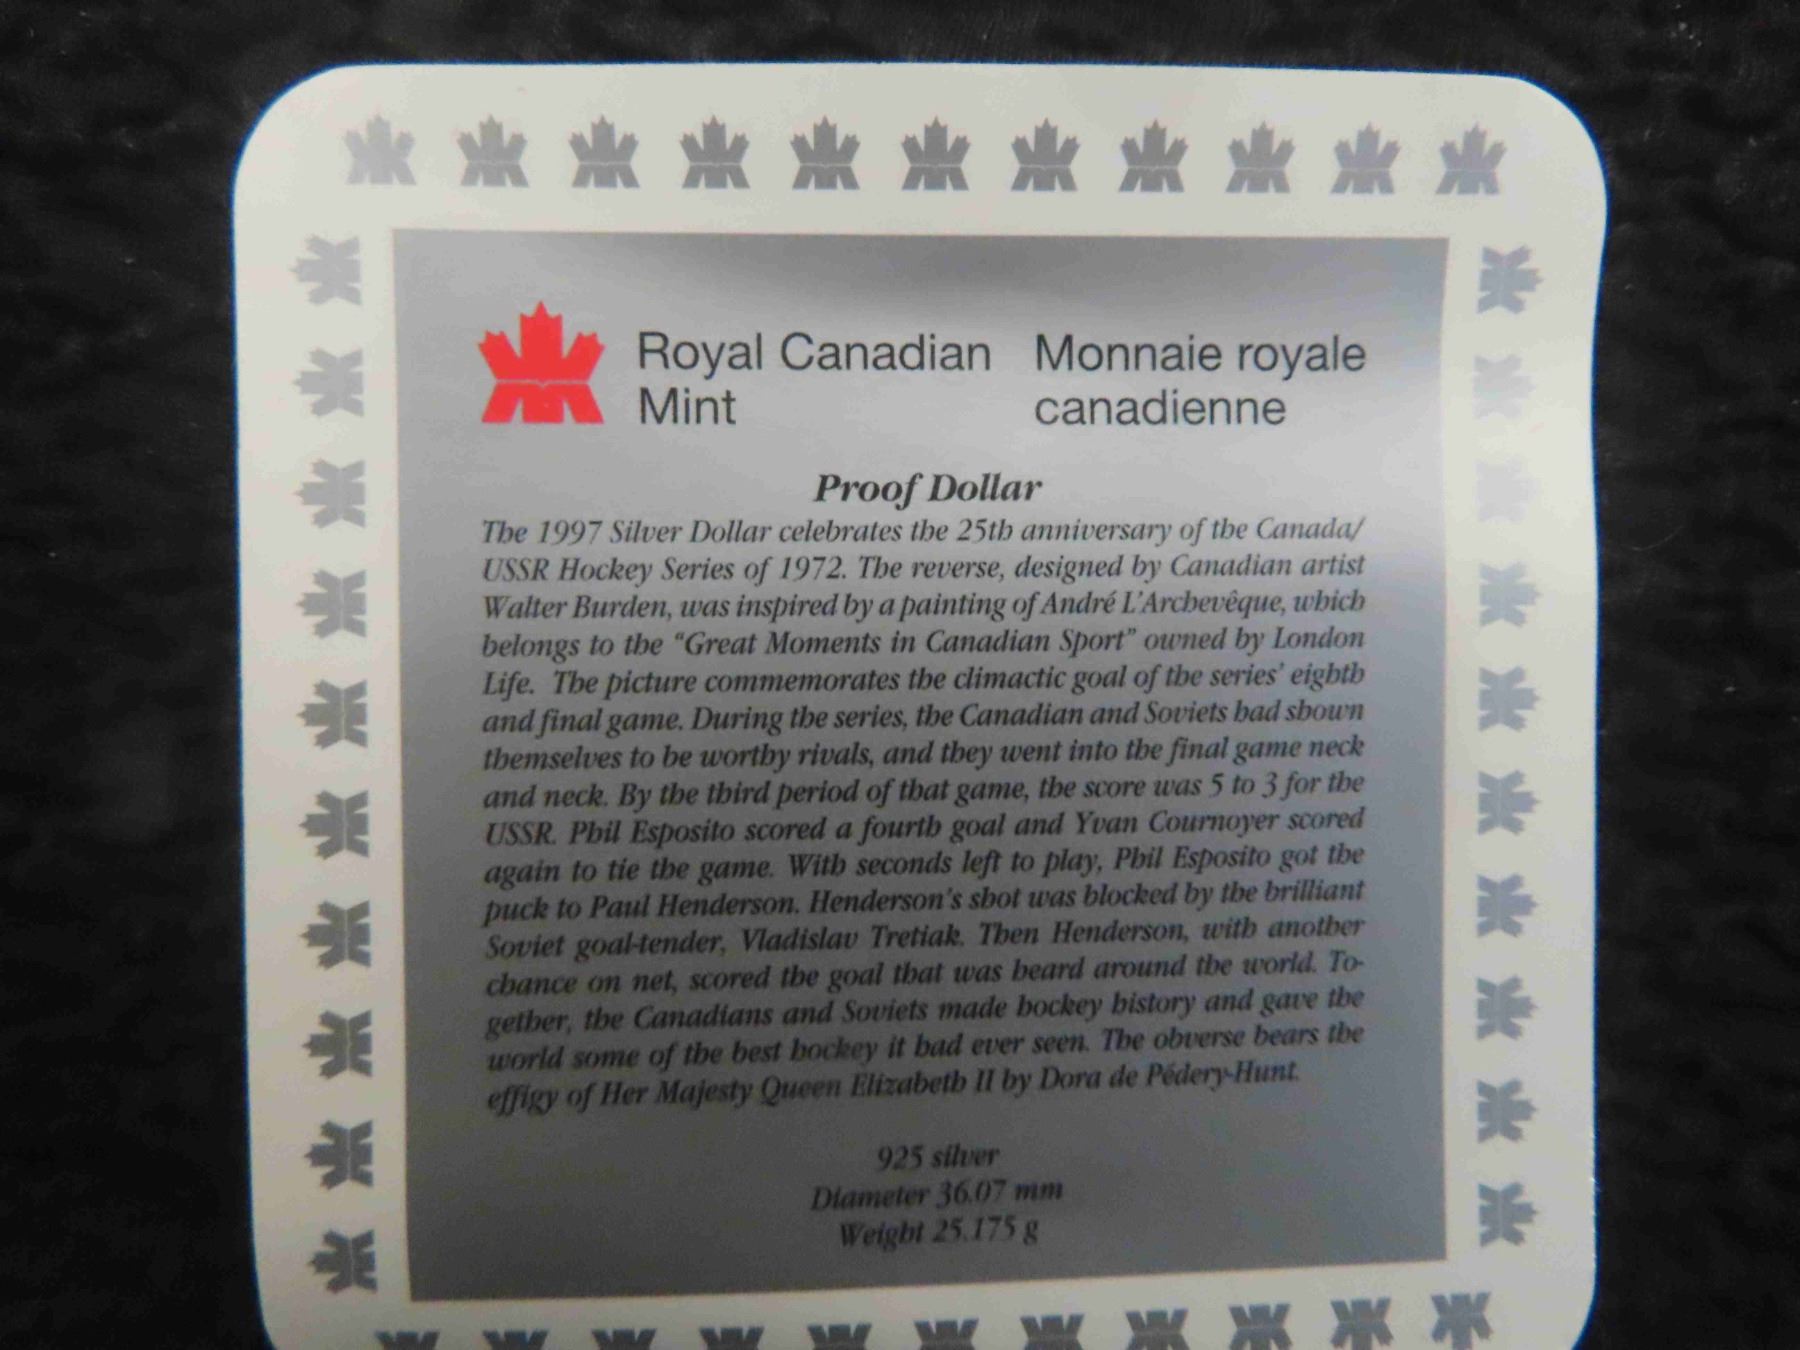 Royal Canadian Mint
Monnaie royale canadienne
Proof Dollar
The 1997 Silver Dollar celebrates the 25th anniversary of the Canada/
USSR Hockey Series of 1972. The reverse, designed by Canadian artist
Walter Burden, was inspired by a painting of André L'Archevêque, which
belongs to the "Great Moments in Canadian Sport" owned by London
Life. The picture commemorates the climactic goal of the series' eighth
and final game. During the series, the Canadian and Soviets had shown
themselves to be worthy rivals, and they went into the final game neck
and neck. By the third period of that game, the score was 5 to 3 for the
USSR. Phil Esposito scored a fourth goal and Yvan Cournoyer scored
again to tie the game. With seconds left to play, Phil Esposito got the
puck to Paul Henderson. Henderson's shot was blocked by the brilliant
Soviet goal-tender, Vladislav Tretiak. Then Henderson, with another
chance on net, scored the goal that was heard around the world. To-
gether, the Canadians and Soviets made hockey history and gave the
world some of the best hockey it had ever seen. The obverse bears the
effigy of Her Majesty Queen Elizabeth II by Dora de Pédery-Hunt.
925 silver
Diameter 36.07 mm
Weight 25.175 g